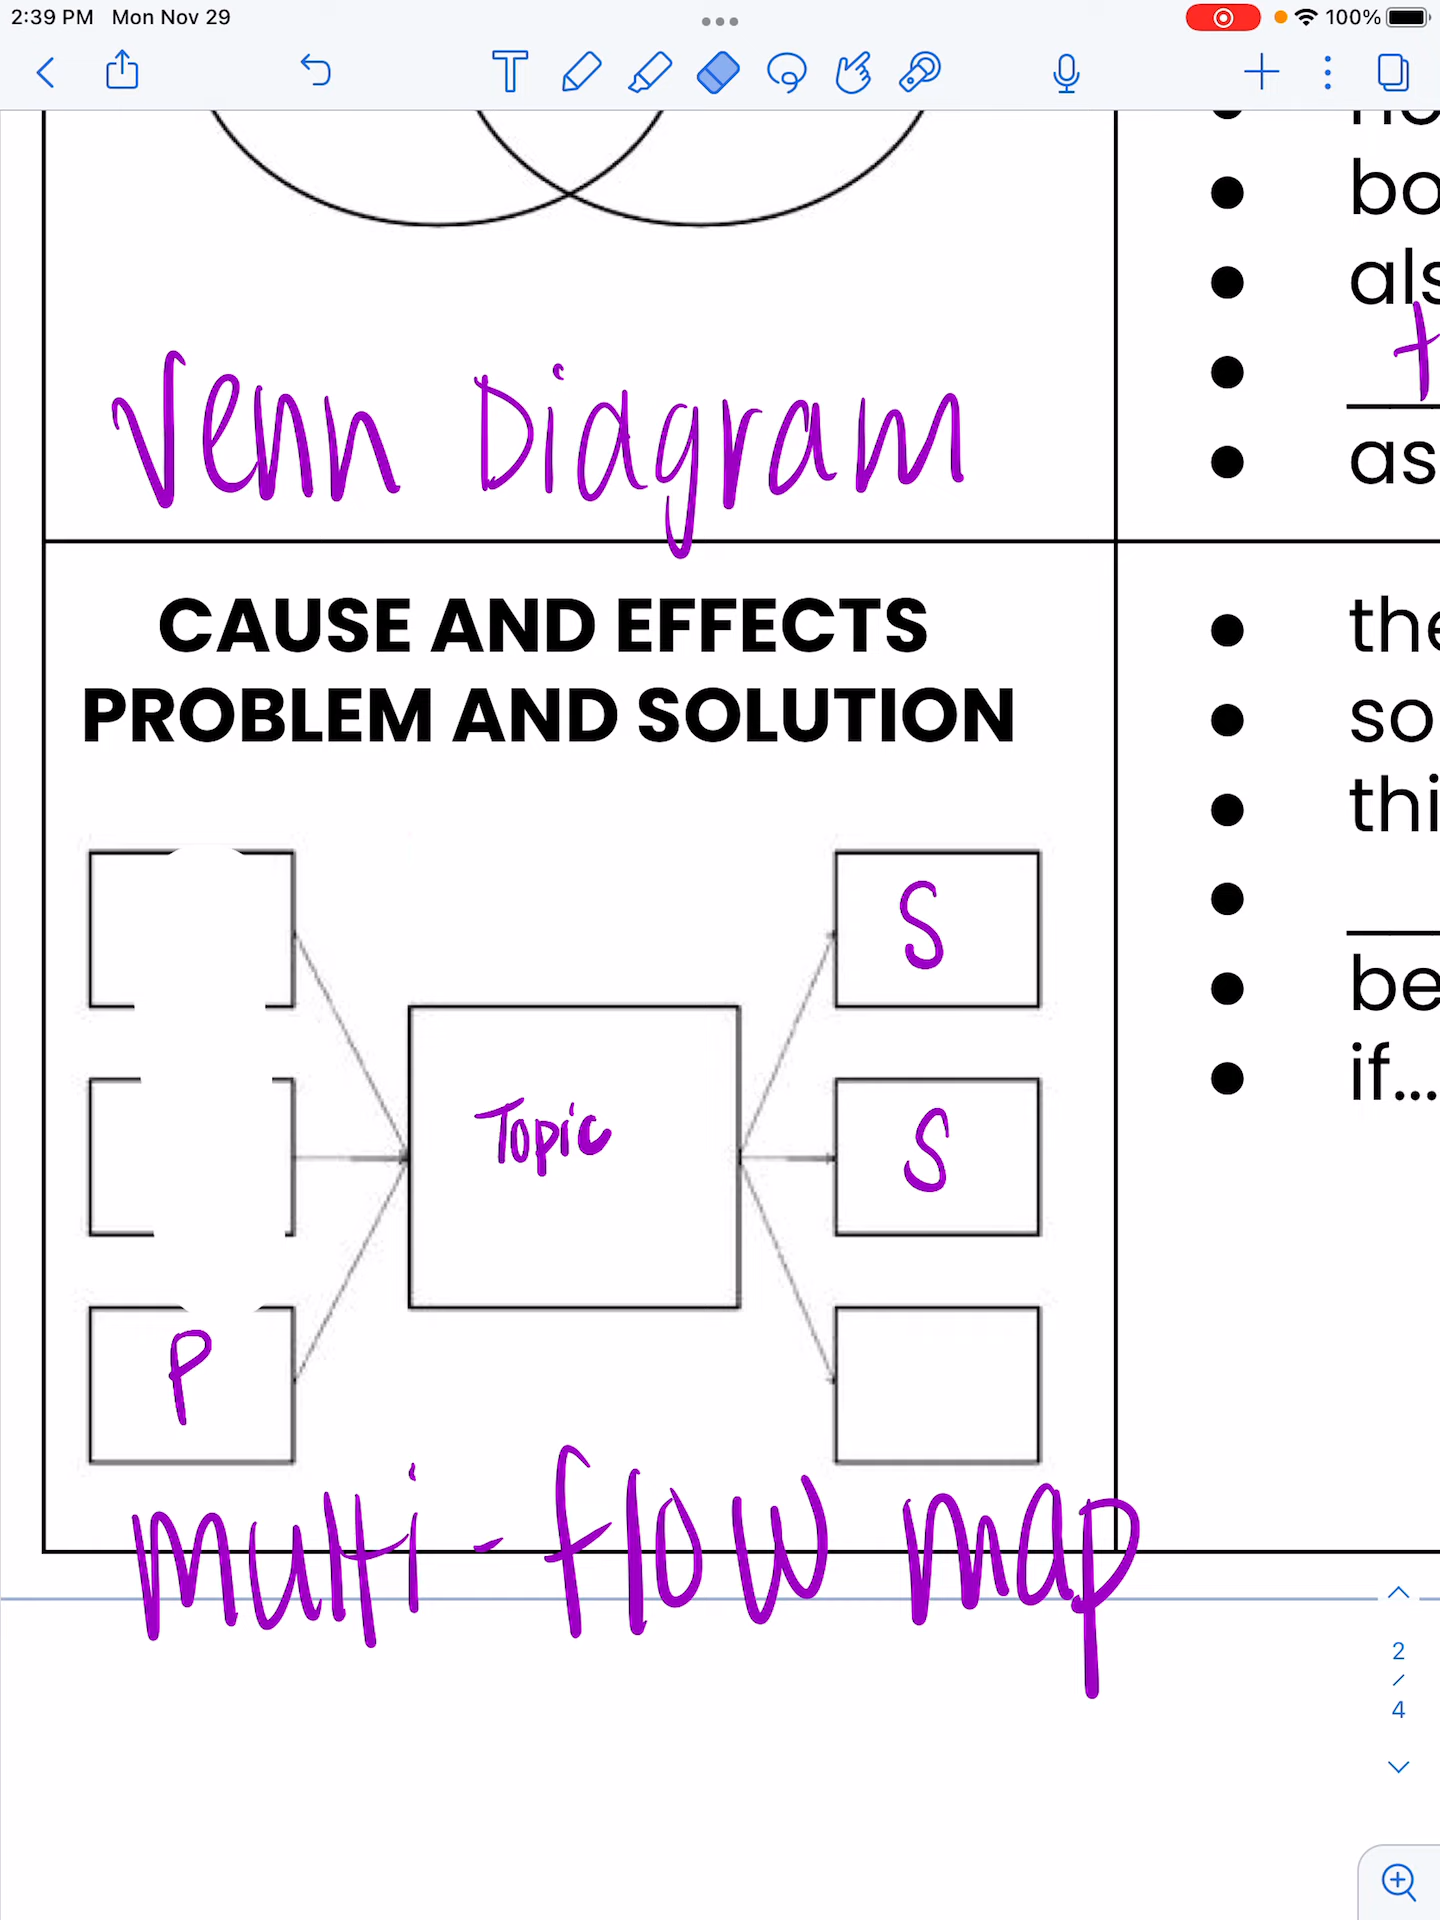 2:39 PM Mon Nov 29
100%
T
bo
als
t
as
Venn Diagram
CAUSE AND EFFECTS
PROBLEM AND SOLUTION
the
so
thi
be
if...
S
Topic
S
P
multi-flow map
2
/
4